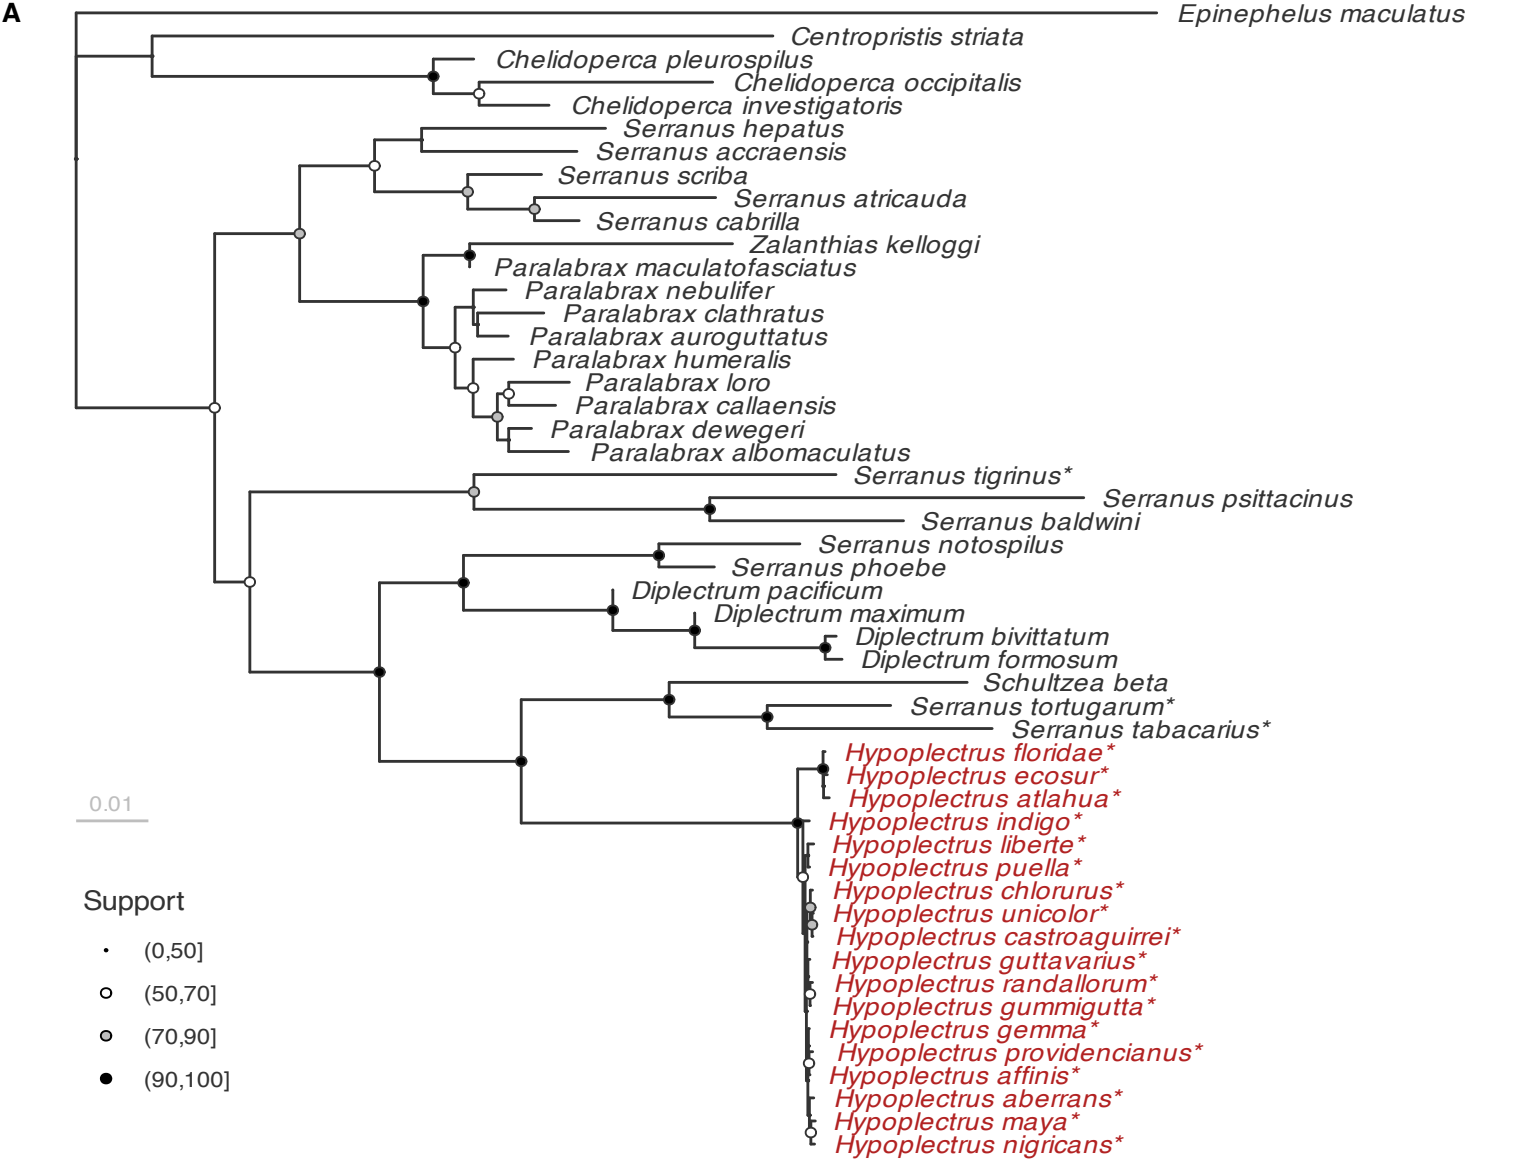 A
Epinephelus maculatus
Centropristis striata
Chelidoperca pleurospilus
Chelidoperca occipitalis
Chelidoperca investigatoris
Serranus hepatus
Serranus accraensis
Serranus scriba
Serranus atricauda
Serranus cabrilla
Zalanthias kelloggi
Paralabrax maculatofasciatus
Paralabrax nebulifer
Paralabrax clathratus
Paralabrax auroguttatus
Paralabrax humeralis
Paralabrax loro
Paralabrax callaensis
Paralabrax dewegeri
Paralabrax albomaculatus
Serranus tigrinus*
Serranus psittacinus
Serranus baldwini
Serranus notospilus
Serranus phoebe
Diplectrum pacificum
Diplectrum maximum
Diplectrum bivittatum
Diplectrum formosum
Schultzea beta
Serranus tortugarum*
Serranus tabacarius*
Hypoplectrus floridae*
Hypoplectrus ecosur*
Hypoplectrus atlahua*
Hypoplectrus indigo*
Hypoplectrus liberte*
Hypoplectrus puella*
Hypoplectrus chlorurus*
Hypoplectrus unicolor*
Hypoplectrus castroaguirrei*
Hypoplectrus guttavarius*
Hypoplectrus randallorum*
Hypoplectrus gummigutta*
Hypoplectrus gemma*
Hypoplectrus providencianus*
Hypoplectrus affinis*
Hypoplectrus aberrans*
Hypoplectrus maya*
Hypoplectrus nigricans*
0.01
Support
(0,50]
(50,70]
(70,90]
(90,100]